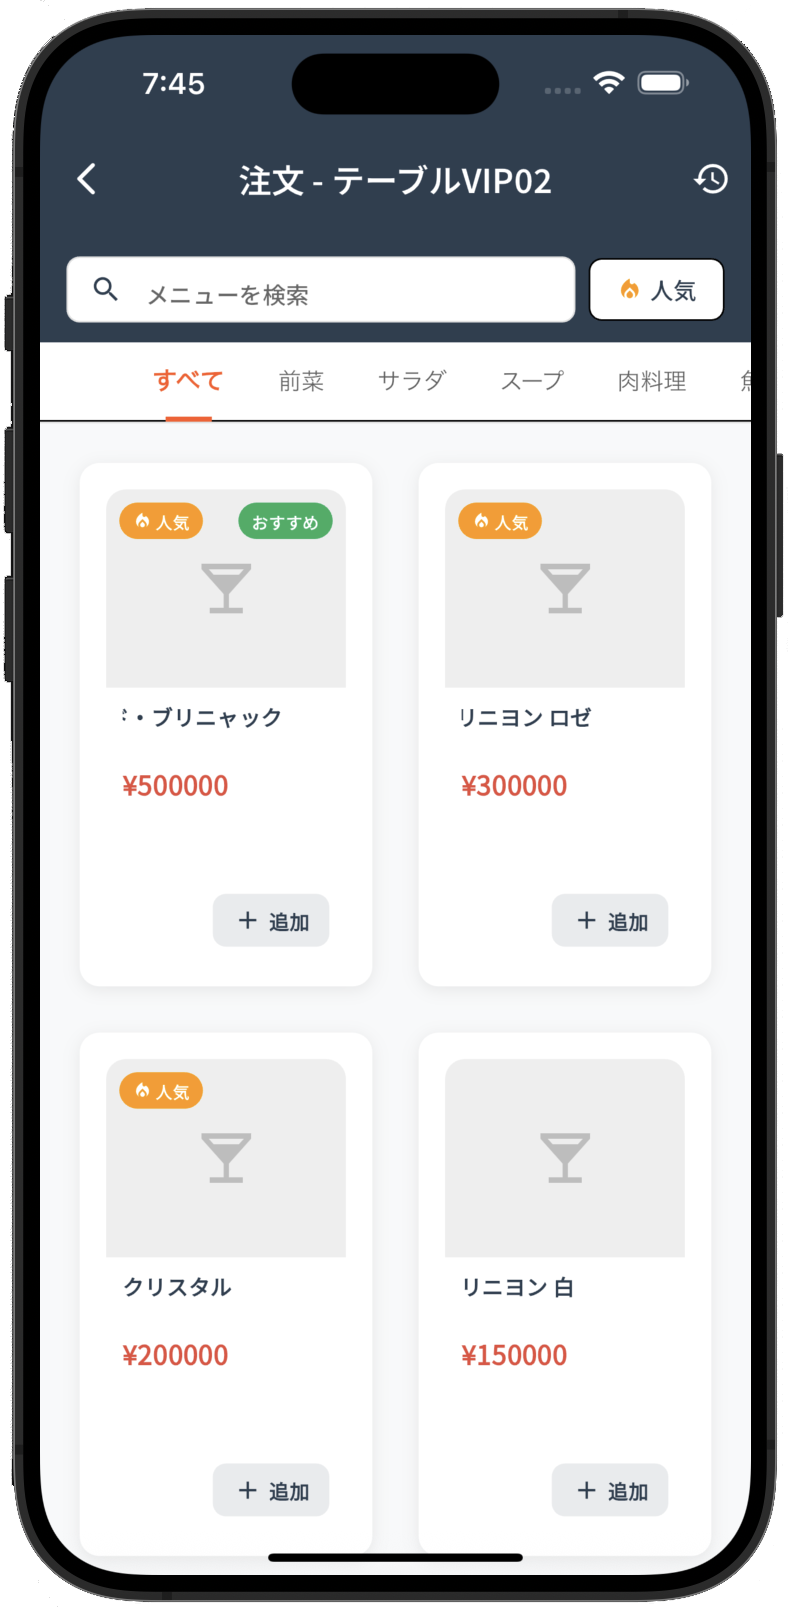 7:45
注文 - テーブルVIP02
メニューを検索
人気
すべて 前菜 サラダ スープ 肉料理
人気 おすすめ
・ブリニャック
¥500000
+ 追加
人気
リニヨン ロゼ
¥300000
+ 追加
人気
クリスタル
¥200000
+ 追加
リニヨン 白
¥150000
+ 追加